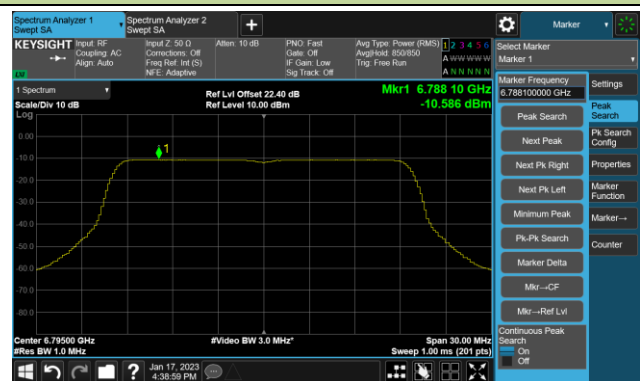 Spectrum Analyzer 1
Swept SA
Spectrum Analyzer 2
Swept SA
+
Marker
KEYSIGHT
Input: RF
Coupling: AC
Align: Auto
Input Z: 50 Ω
Corrections: Off
Freq Ref: Int (S)
NFE: Adaptive
Atten: 10 dB
PNO: Fast
Gate: Off
IF Gain: Low
Sig Track: Off
Avg Type: Power (RMS)
Avg|Hold: 850/850
Trig: Free Run
1 2 3 4 5 6
A W W W W W
A N N N N N
LXI
Select Marker
Marker 1
1 Spectrum
Scale/Div 10 dB
Log
Ref Lvl Offset 22.40 dB
Ref Level 10.00 dBm
Mkr1 6.788 10 GHz
-10.586 dBm
0.00
-10.0
-20.0
-30.0
-40.0
-50.0
-60.0
-70.0
-80.0
1
Center 6.79500 GHz
#Res BW 1.0 MHz
#Video BW 3.0 MHz*
Span 30.00 MHz
Sweep 1.00 ms (201 pts)
Marker Frequency
6.788100000 GHz
Peak Search
Next Peak
Next Pk Right
Next Pk Left
Minimum Peak
Pk-Pk Search
Marker Delta
Mkr→CF
Mkr→Ref Lvl
Continuous Peak
Search
On
Off
Settings
Peak
Search
Pk Search
Config
Properties
Marker
Function
Marker→
Counter
?
Jan 17, 2023
4:38:59 PM